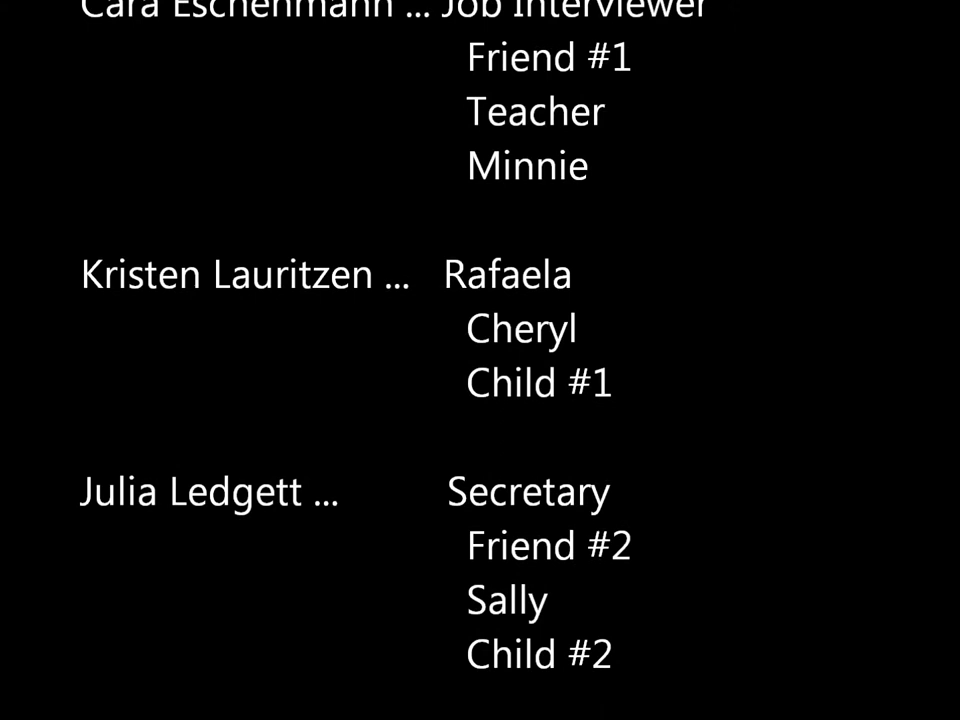 Cara Eschenmann ... Job Interviewer
Friend #1
Teacher
Minnie
Kristen Lauritzen ... Rafaela
Cheryl
Child #1
Julia Ledgett ... Secretary
Friend #2
Sally
Child #2